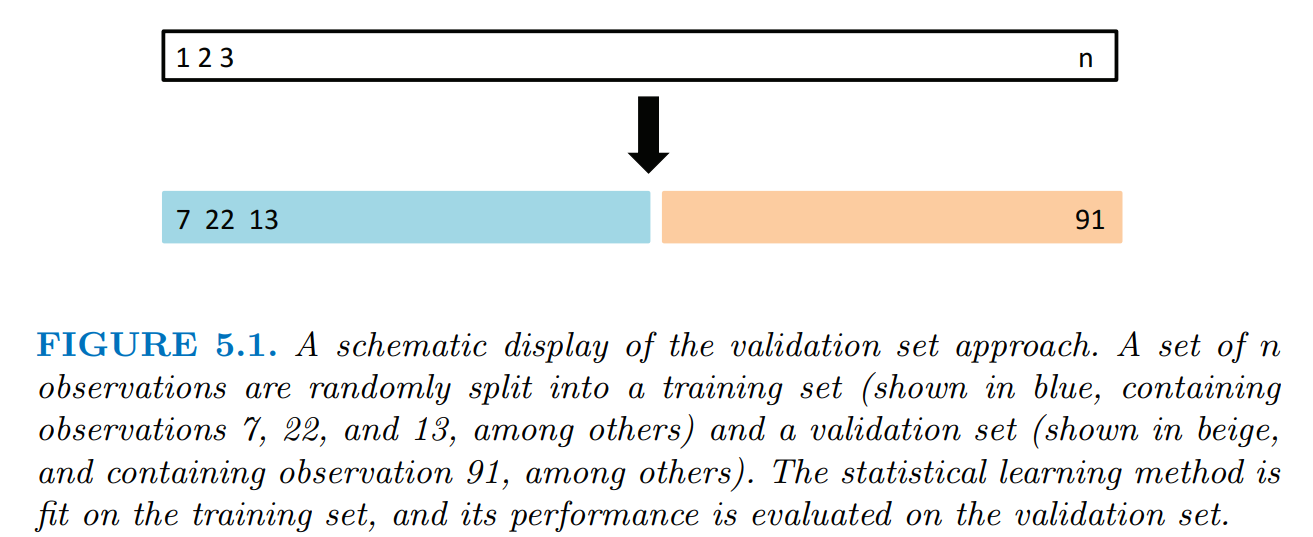 1 2 3 n
7 22 13 91
FIGURE 5.1. A schematic display of the validation set approach. A set of n
observations are randomly split into a training set (shown in blue, containing
observations 7, 22, and 13, among others) and a validation set (shown in beige,
and containing observation 91, among others). The statistical learning method is
fit on the training set, and its performance is evaluated on the validation set.